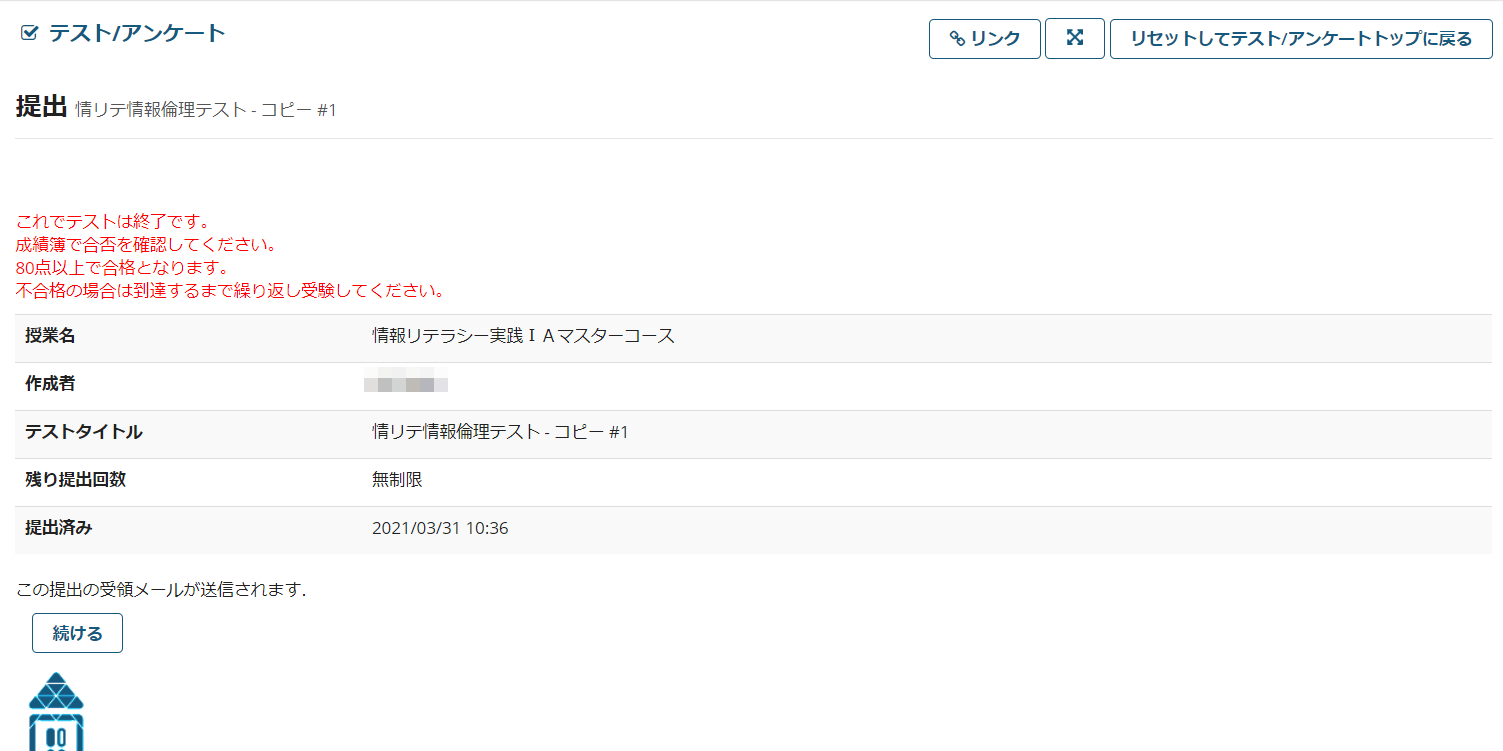 テスト/アンケート
リンク
リセットしてテスト/アンケートトップに戻る
提出 情リテ情報倫理テスト - コピー #1
これでテストは終了です。
成績簿で合否を確認してください。
80点以上で合格となります。
不合格の場合は到達するまで繰り返し受験してください。
授業名 情報リテラシー実践ＩＡマスターコース
作成者
テストタイトル 情リテ情報倫理テスト - コピー #1
残り提出回数 無制限
提出済み 2021/03/31 10:36
この提出の受領メールが送信されます.
続ける